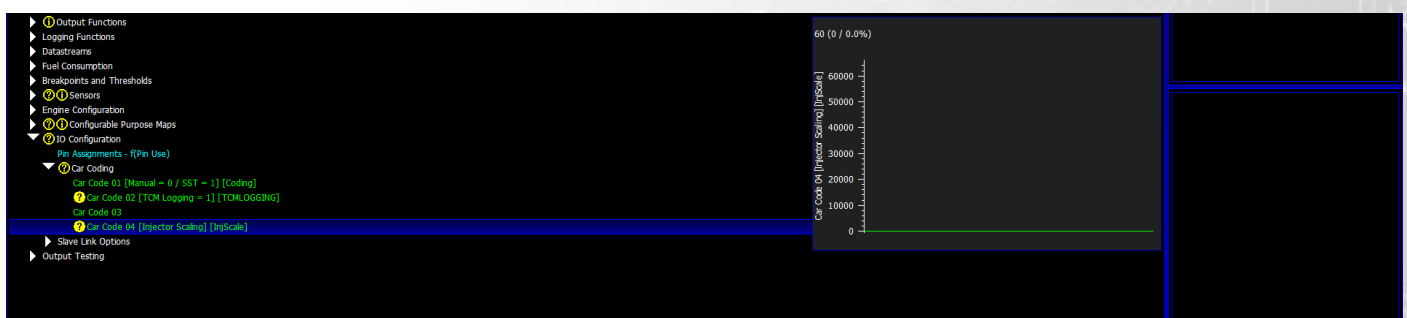 Output Functions
Logging Functions
Datastreams
Fuel Consumption
Breakpoints and Thresholds
Sensors
Engine Configuration
Configurable Purpose Maps
IO Configuration
Pin Assignments - f(Pin Use)
Car Coding
Car Code 01 [Manual = 0 / SST = 1] [Coding]
Car Code 02 [TCM Logging = 1] [TCMLOGGING]
Car Code 03
Car Code 04 [Injector Scaling] [InjScale]
Slave Link Options
Output Testing
60 (0 / 0.0%)
Car Code 04 [Injector Scaling] [InjScale]
60000
50000
40000
30000
20000
10000
0